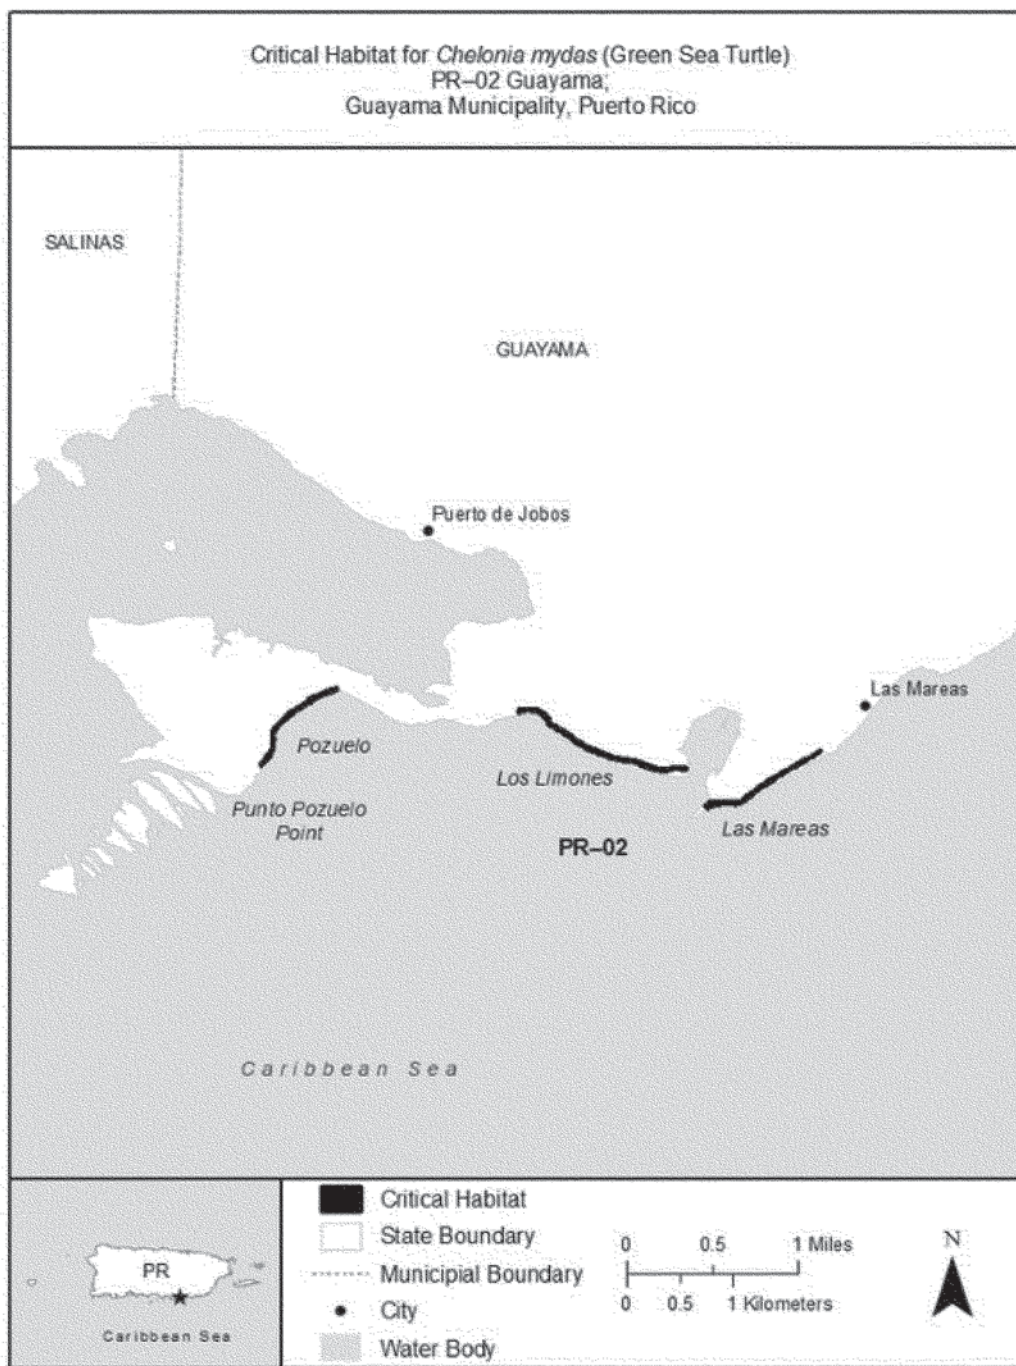 Critical Habitat for Chelonia mydas (Green Sea Turtle)
PR–02 Guayama;
Guayama Municipality, Puerto Rico
SALINAS
GUAYAMA
Puerto de Jobos
Las Mareas
Pozuelo
Los Limones
Punto Pozuelo
Point
Las Mareas
PR–02
Caribbean Sea
PR
Caribbean Sea
Critical Habitat
State Boundary
Municipial Boundary
City
Water Body
0 0.5 1 Miles
0 0.5 1 Kilometers
N